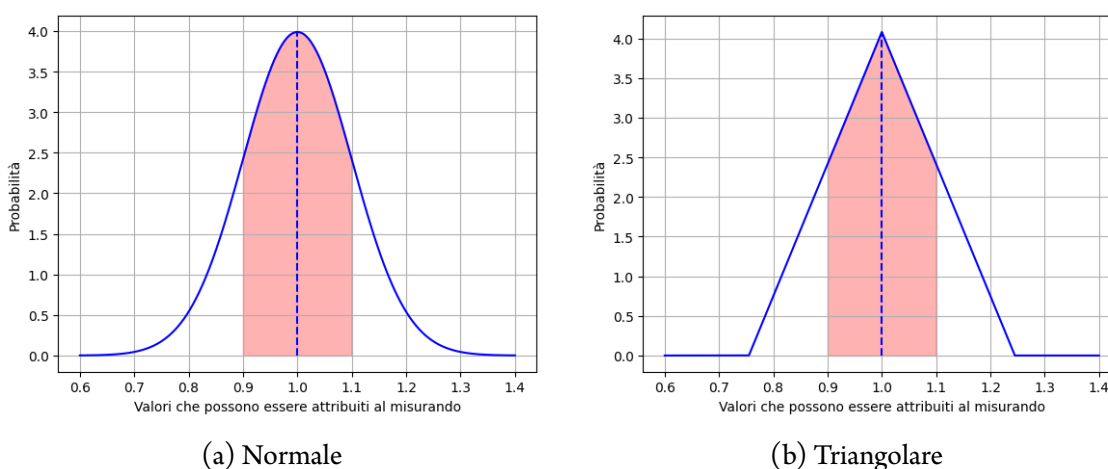 4.0
3.5
3.0
2.5
2.0
1.5
1.0
0.5
0.0
Probabilità
0.6 0.7 0.8 0.9 1.0 1.1 1.2 1.3 1.4
Valori che possono essere attribuiti al misurando
(a) Normale
4.0
3.5
3.0
2.5
2.0
1.5
1.0
0.5
0.0
Probabilità
0.6 0.7 0.8 0.9 1.0 1.1 1.2 1.3 1.4
Valori che possono essere attribuiti al misurando
(b) Triangolare